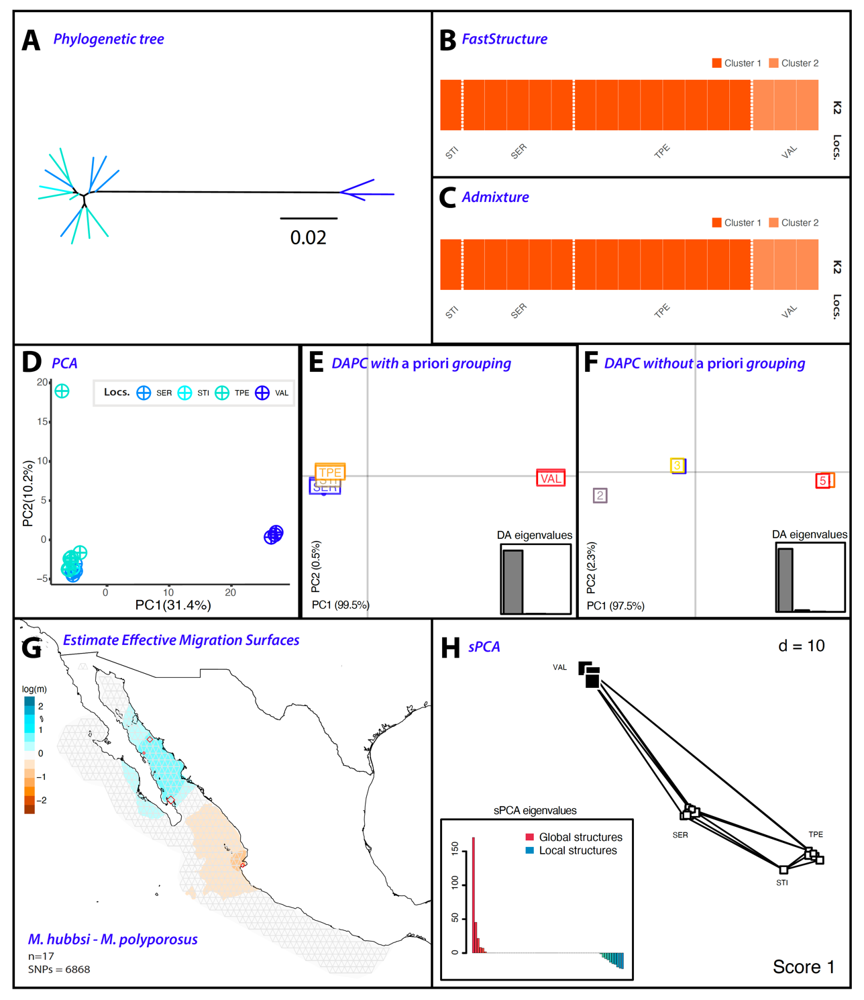 A Phylogenetic tree
0.02
B FastStructure
Cluster 1 Cluster 2
K2
STI SER TPE VAL
Locs.
C Admixture
Cluster 1 Cluster 2
K2
STI SER TPE VAL
Locs.
D PCA
Locs. SER STI TPE VAL
20
15
10
5
0
−5
PC2(10.2%)
0 10 20
PC1(31.4%)
E DAPC with a priori grouping
TPE
STI
SER
VAL
DA eigenvalues
PC2 (0.5%)
PC1 (99.5%)
F DAPC without a priori grouping
3
2
5
DA eigenvalues
PC2 (2.3%)
PC1 (97.5%)
G Estimate Effective Migration Surfaces
log(m)
2
1
0
−1
−2
M. hubbsi - M. polyporosus
n=17
SNPs = 6868
H sPCA
d = 10
VAL
SER
TPE
STI
sPCA eigenvalues
Global structures
Local structures
150
100
50
0
Score 1